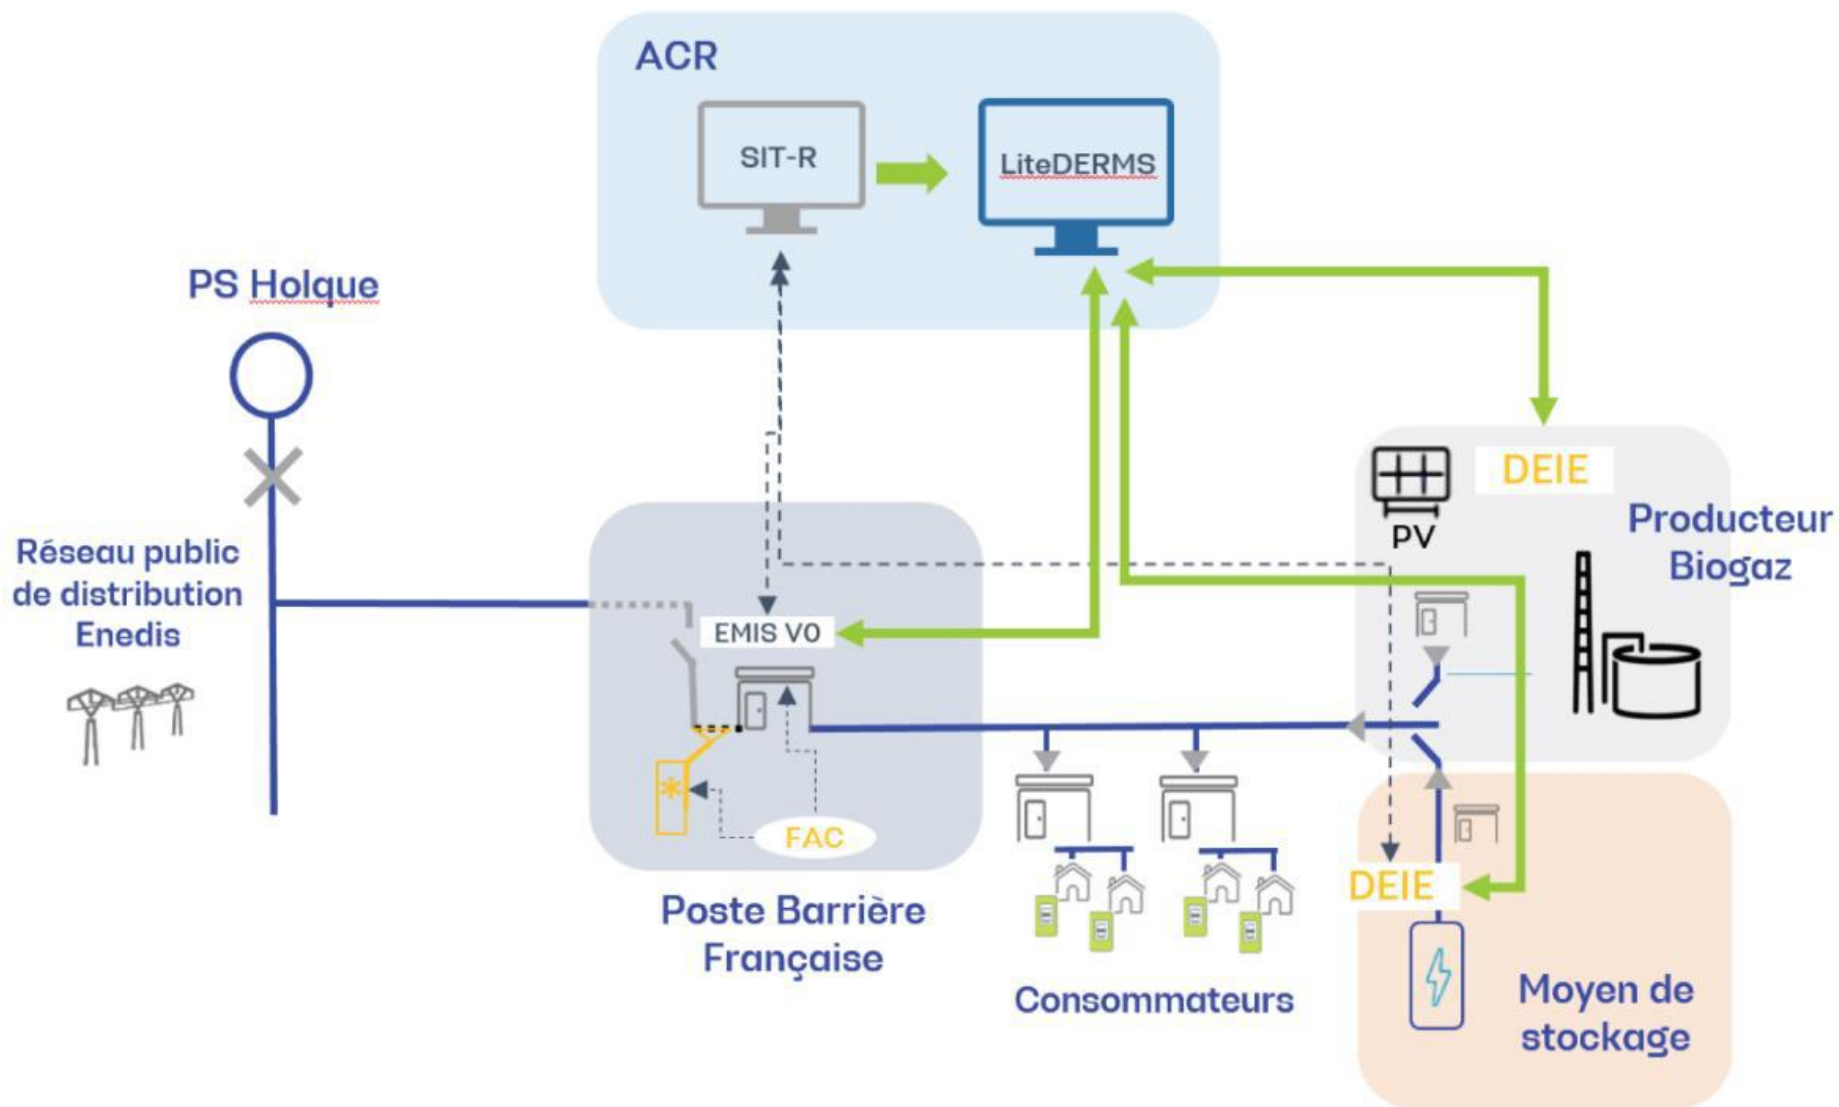 ACR
SIT-R
LiteDERMS
PS Holque
DEIE
PV
Producteur
Biogaz
Réseau public
de distribution
Enedis
EMIS V0
*
FAC
DEIE
Poste Barrière
Française
Consommateurs
Moyen de
stockage